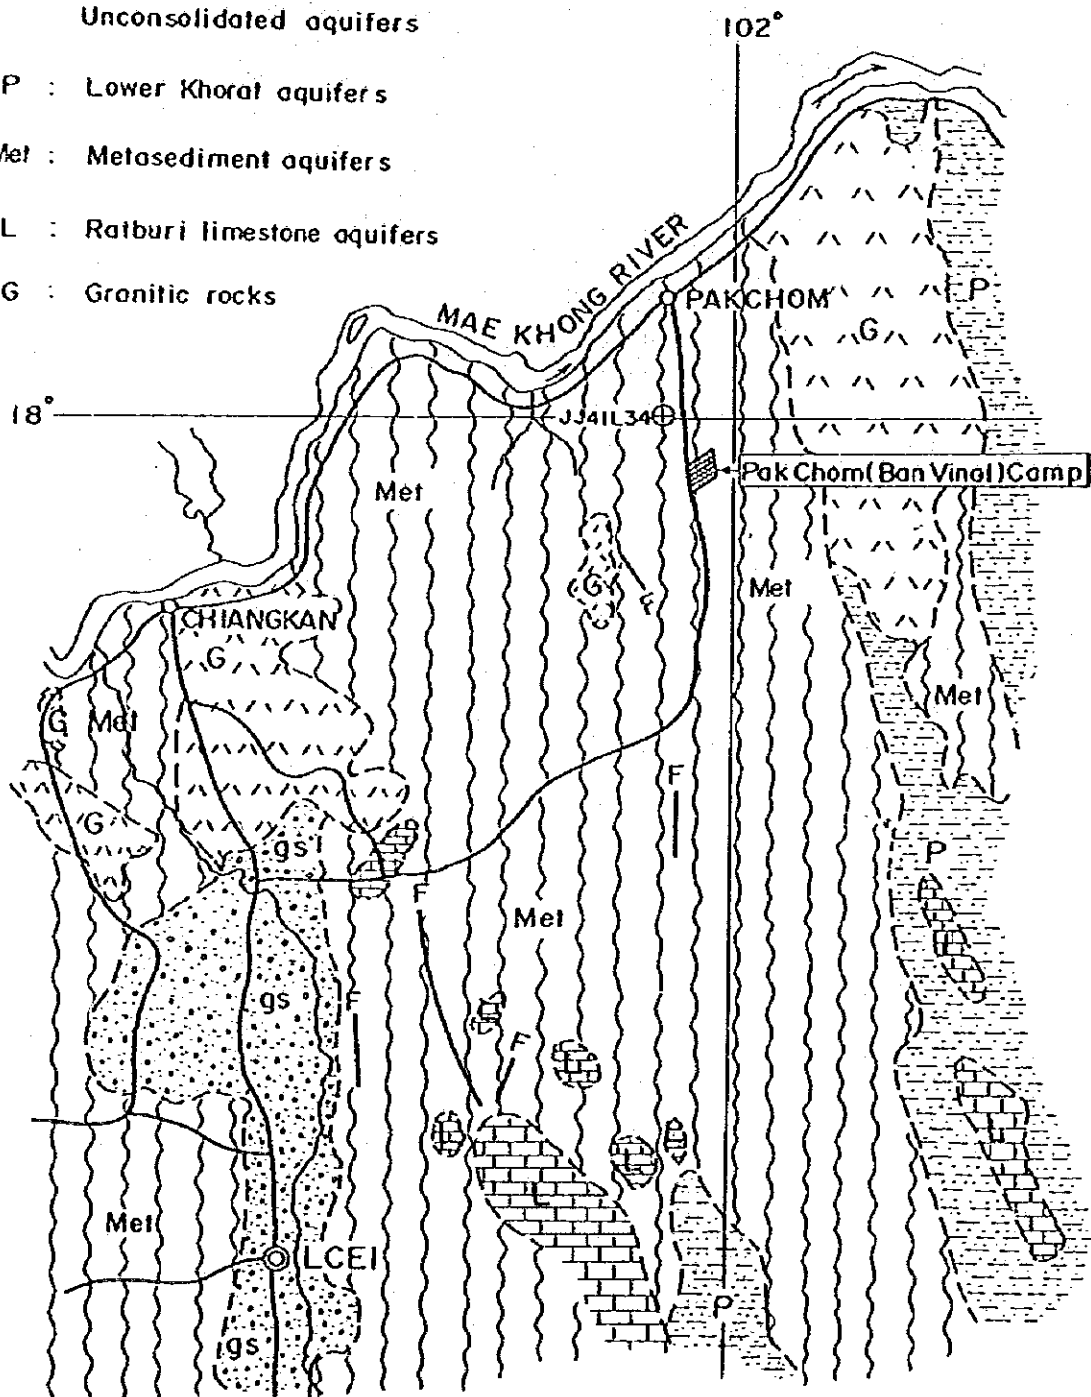 Unconsolidated aquifers
102°
P : Lower Khorat aquifers
Met : Metasediment aquifers
L : Ratburi limestone aquifers
G : Granitic rocks
MAE KHONG RIVER
PAKCHOM
P
G
18°
JJ41L34
Pak Chom (Ban Vinai) Camp
Met
G
F
Met
CHIANGKAN
G
G
Met
Met
F
G
gs
P
F
Met
gs
F
F
L
L
L
L
L
Met
LOEI
P
gs